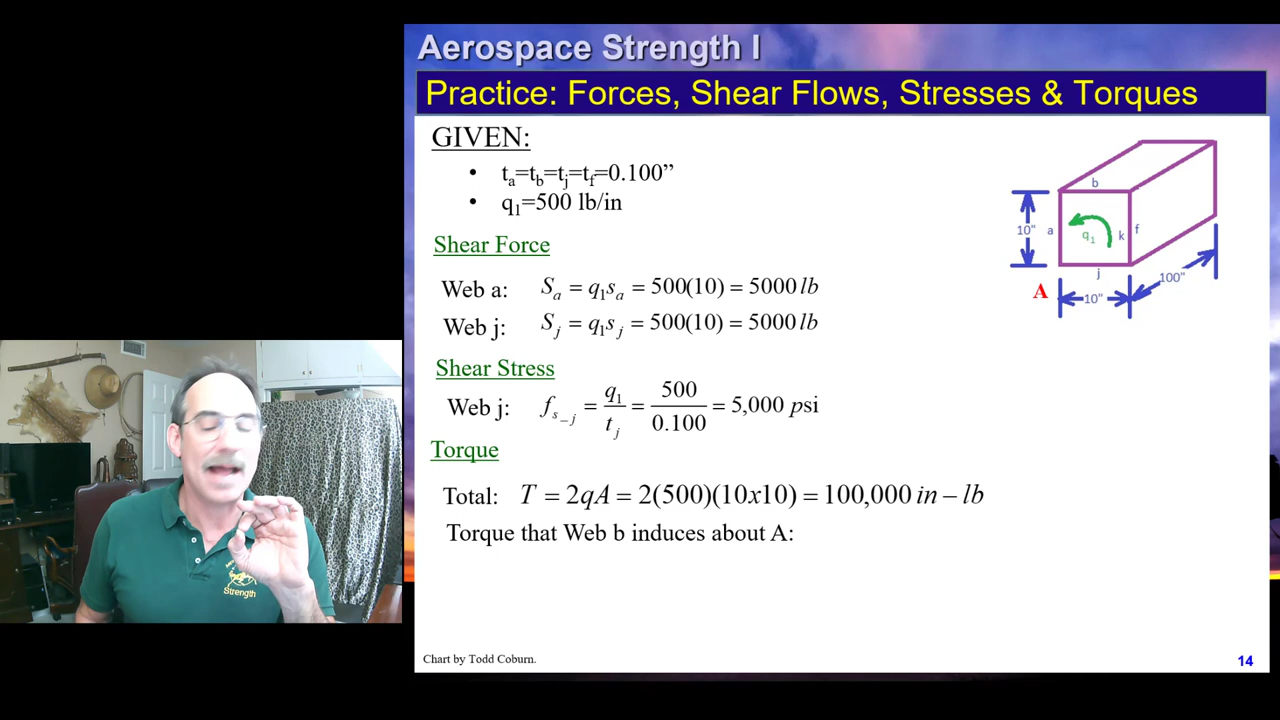 Aerospace Strength I
Practice: Forces, Shear Flows, Stresses & Torques
GIVEN:
• ta=tb=tj=tf=0.100”
• q1=500 lb/in
Shear Force
Web a: Sa = q1sa = 500(10) = 5000 lb
Web j: Sj = q1sj = 500(10) = 5000 lb
Shear Stress
Web j: fs_j = q1/tj = 500/0.100 = 5,000 psi
Torque
Total: T = 2qA = 2(500)(10x10) = 100,000 in – lb
Torque that Web b induces about A:
b
10"
a
q1
k
f
j
100"
A
10"
Strength
Chart by Todd Coburn.
14